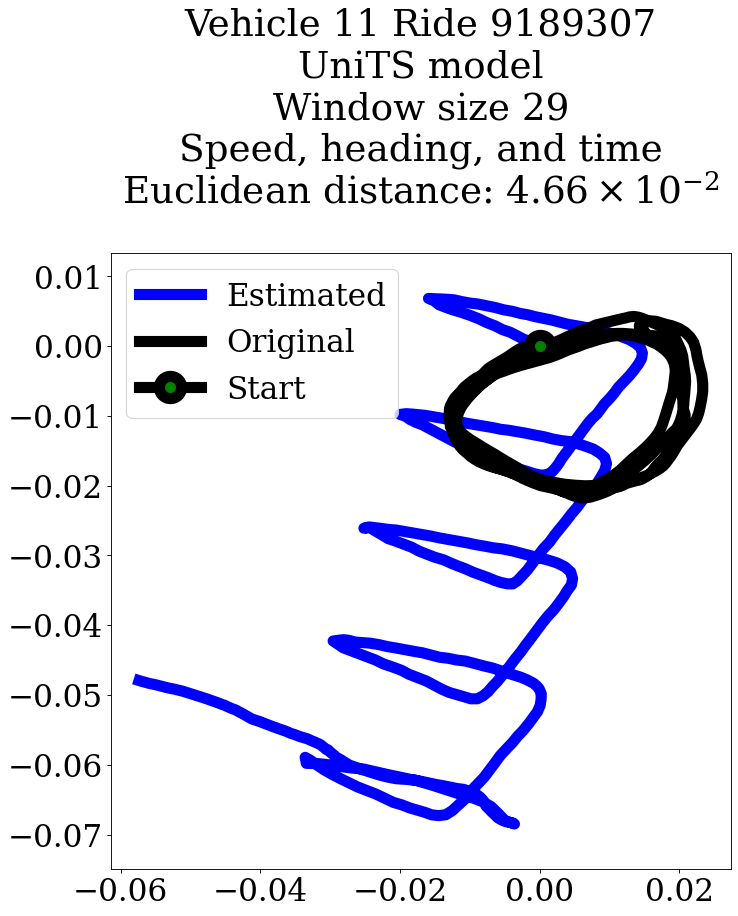 Vehicle 11 Ride 9189307
UniTS model
Window size 29
Speed, heading, and time
Euclidean distance: 4.66 × 10⁻²
0.01
0.00
−0.01
−0.02
−0.03
−0.04
−0.05
−0.06
−0.07
Estimated
Original
Start
−0.06 −0.04 −0.02 0.00 0.02